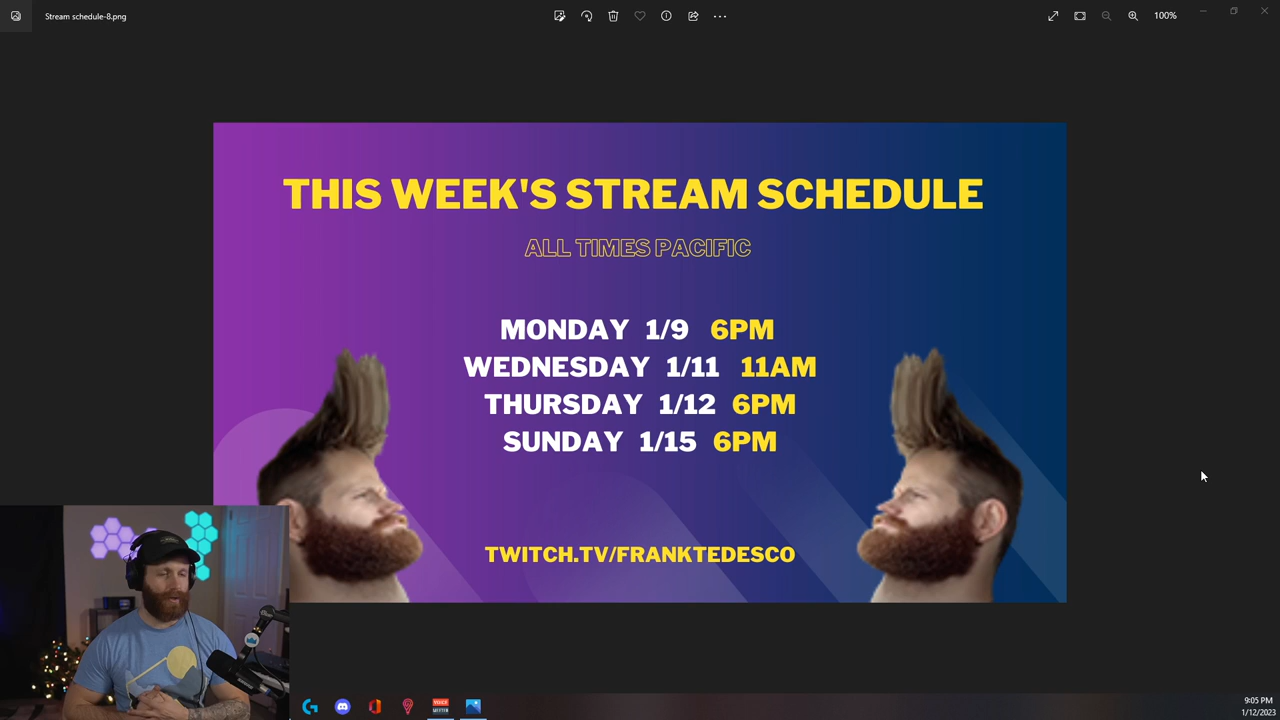 Stream schedule-8.png
100%
THIS WEEK'S STREAM SCHEDULE
ALL TIMES PACIFIC
MONDAY 1/9 6PM
WEDNESDAY 1/11 11AM
THURSDAY 1/12 6PM
SUNDAY 1/15 6PM
TWITCH.TV/FRANKTEDESCO
9:05 PM
1/12/2023